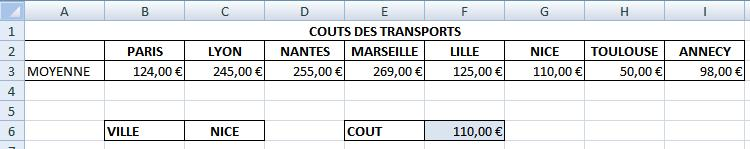 A B C D E F G H I
1 COUTS DES TRANSPORTS
2 PARIS LYON NANTES MARSEILLE LILLE NICE TOULOUSE ANNECY
3 MOYENNE 124,00 € 245,00 € 255,00 € 269,00 € 125,00 € 110,00 € 50,00 € 98,00 €
4
5
6 VILLE NICE COUT 110,00 €